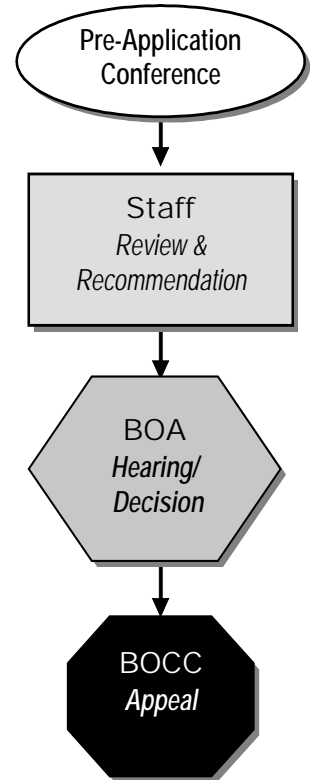 Pre-Application
Conference
Staff
Review &
Recommendation
BOA
Hearing/
Decision
BOCC
Appeal